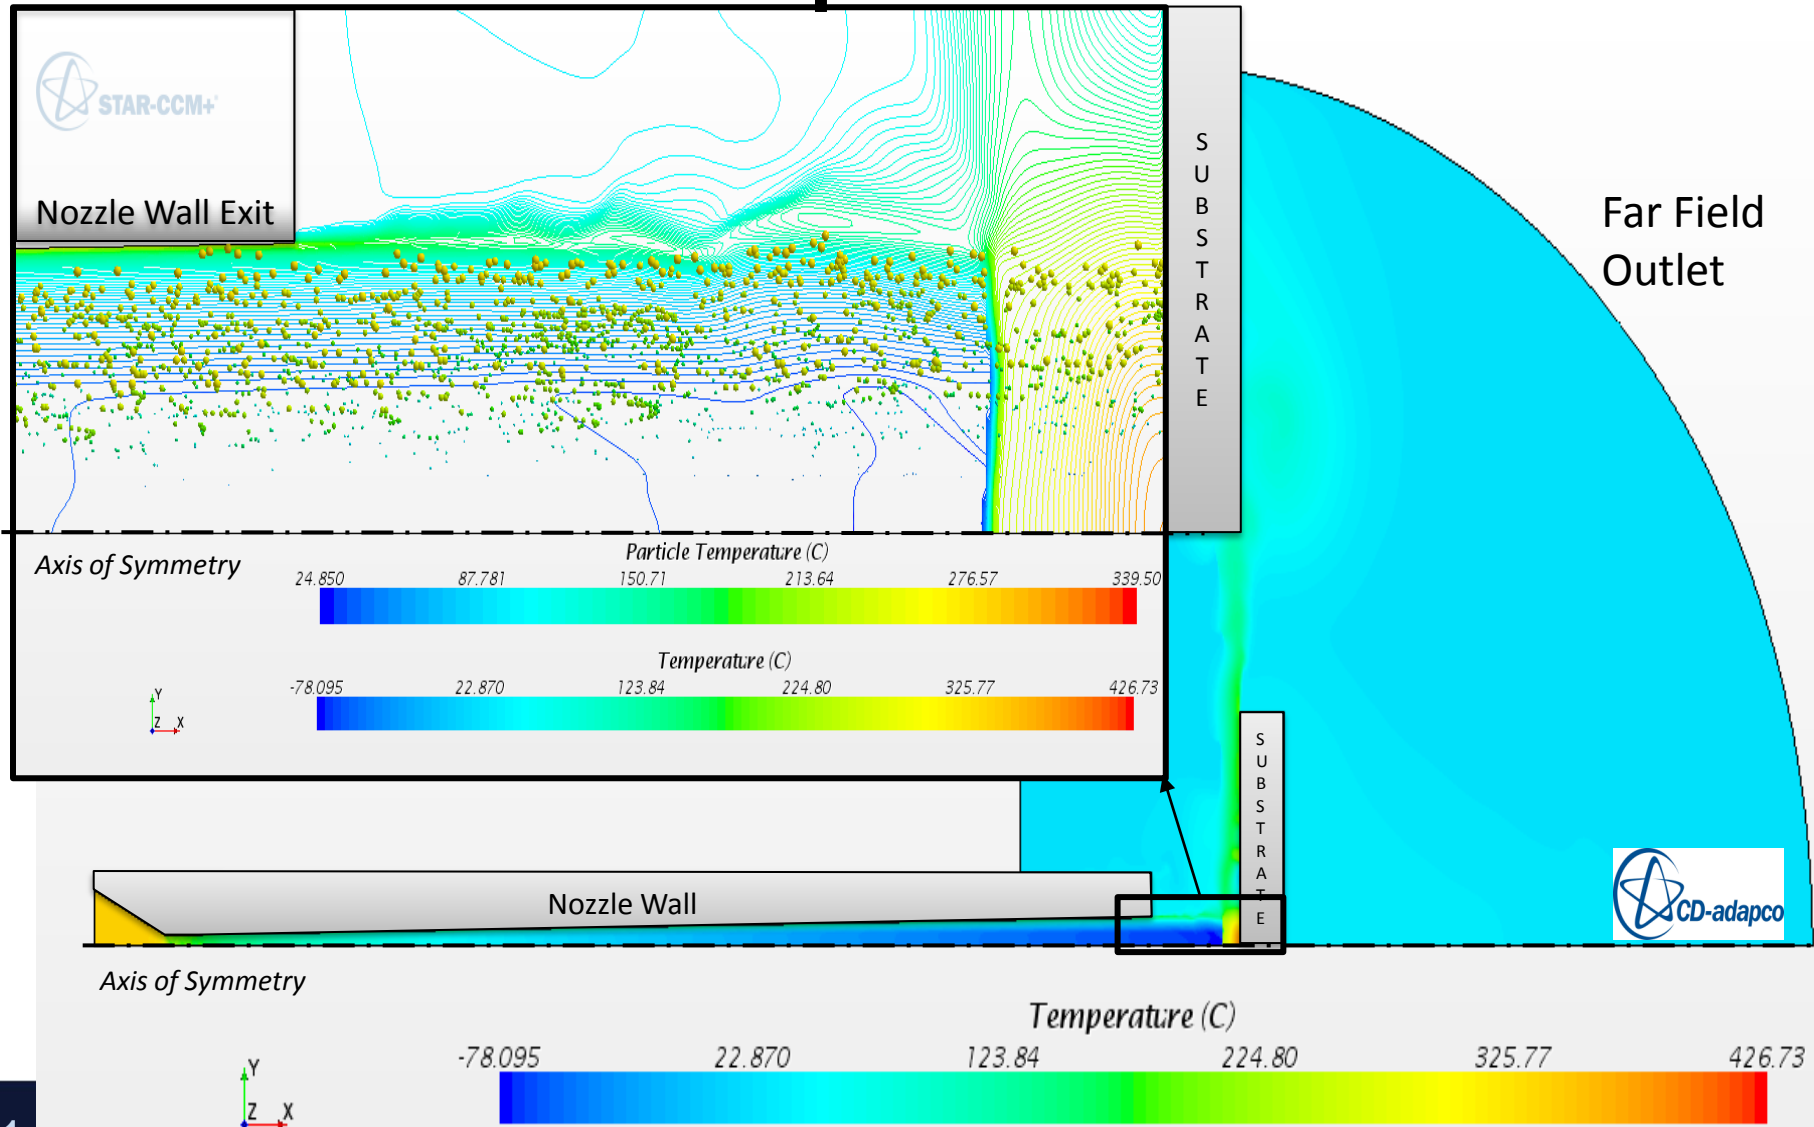 STAR-CCM+
Nozzle Wall Exit
SUBSTRATE
Far Field
Outlet
Axis of Symmetry
Particle Temperature (C)
24.850 87.781 150.71 213.64 276.57 339.50
Temperature (C)
-78.095 22.870 123.84 224.80 325.77 426.73
Y
Z X
SUBSTRATE
Nozzle Wall
CD-adapco
Axis of Symmetry
Temperature (C)
-78.095 22.870 123.84 224.80 325.77 426.73
Y
Z X